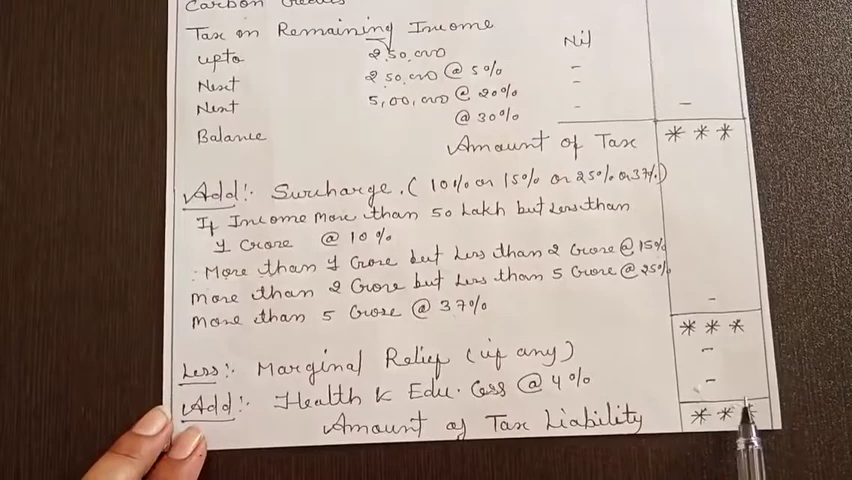 Carbon Credits
Tax on Remaining Income
upto 2,50,000 Nil
Next 2,50,000 @ 5% -
Next 5,00,000 @ 20% -
Balance @ 30% - -
Amount of Tax ***
Add:- Surcharge. (10% or 15% or 25% or 37%)
If Income more than 50 Lakh but Less than
1 Crore @ 10%
More than 1 Crore but Less than 2 Crore @ 15%
More than 2 Crore but Less than 5 Crore @ 25%
More than 5 Crore @ 37% -
***
Less:- Marginal Relief (if any) -
Add:- Health & Edu. Cess @ 4% -
Amount of Tax Liability ***